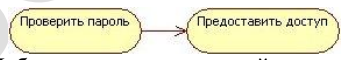 Проверить пароль
Предоставить доступ